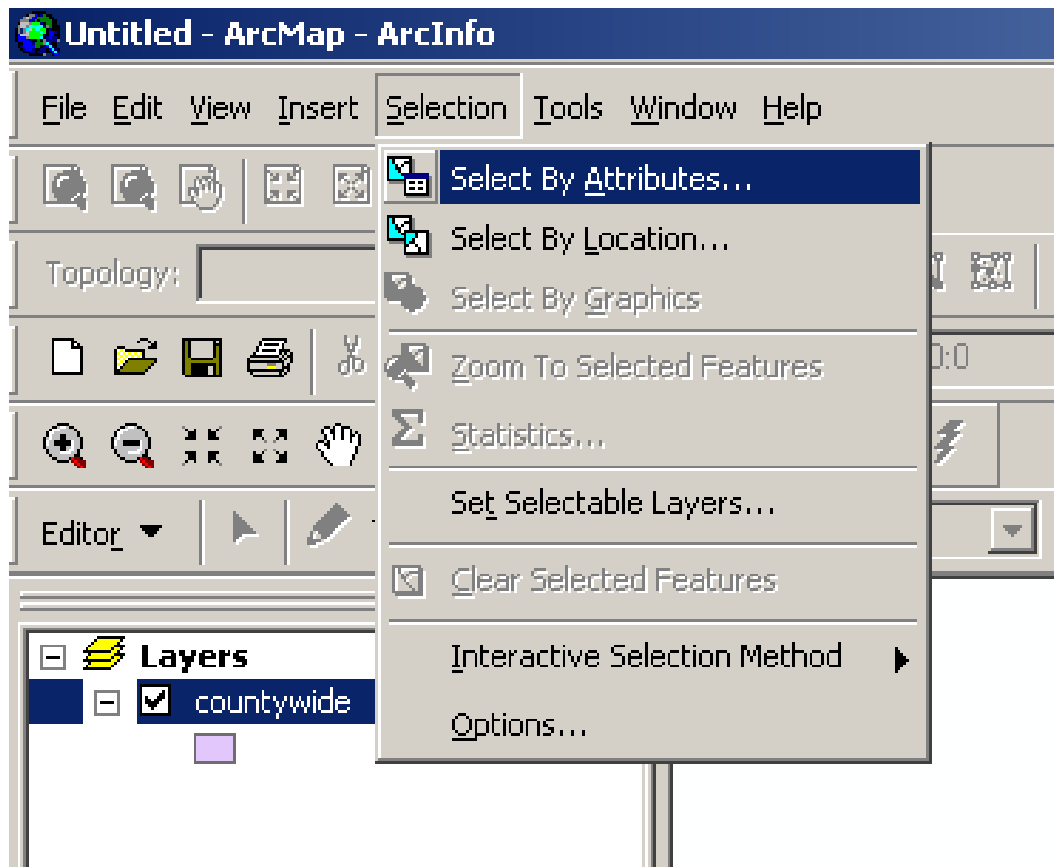 Untitled - ArcMap - ArcInfo
File Edit View Insert Selection Tools Window Help
Select By Attributes...
Select By Location...
Topology:
Select By Graphics
Zoom To Selected Features
0:0
Statistics...
Set Selectable Layers...
Editor
Clear Selected Features
Layers
Interactive Selection Method
countywide
Options...